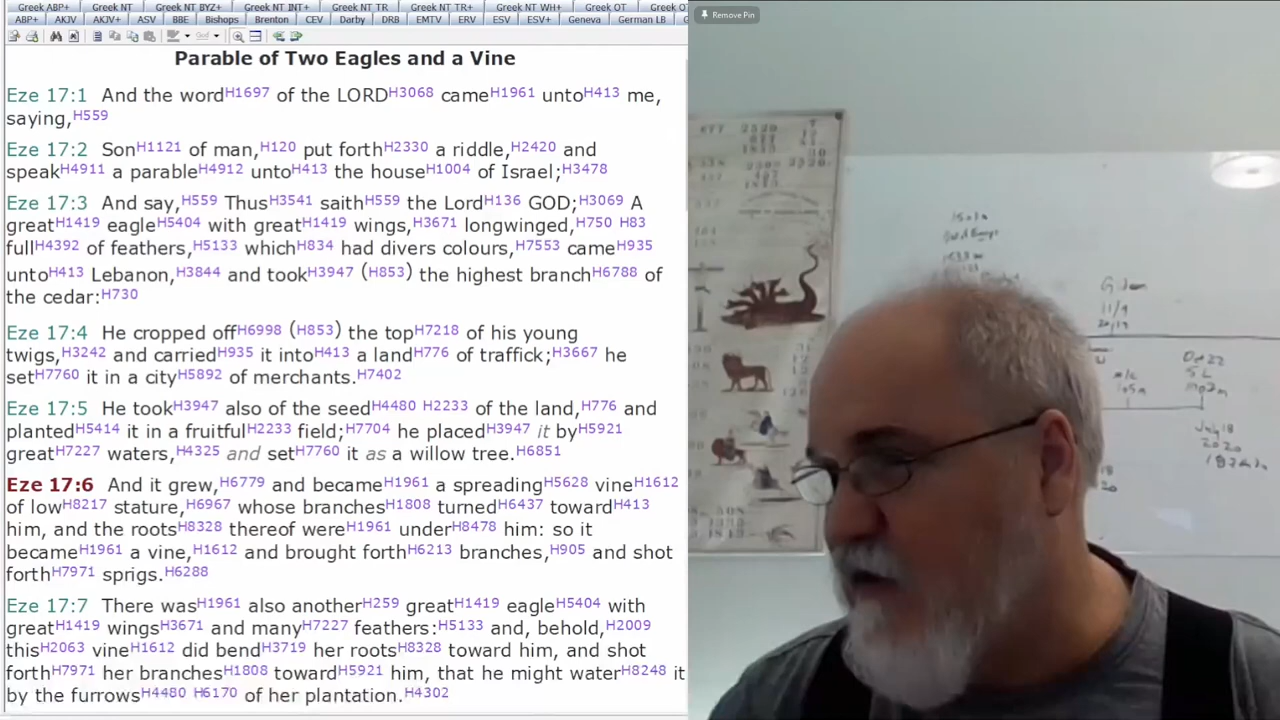 Greek ABP+ Greek NT Greek NT BYZ+ Greek NT INT+ Greek NT TR Greek NT TR+ Greek NT WH+ Greek OT Greek O
ABP+ AKJV AKJV+ ASV BBE Bishops Brenton CEV Darby DRB EMTV ERV ESV ESV+ Geneva German LB G
Remove Pin
Parable of Two Eagles and a Vine
Eze 17:1 And the wordH1697 of the LORDH3068 cameH1961 untoH413 me,
saying,H559
Eze 17:2 SonH1121 of man,H120 put forthH2330 a riddle,H2420 and
speakH4911 a parableH4912 untoH413 the houseH1004 of Israel;H3478
Eze 17:3 And say,H559 ThusH3541 saithH559 the LordH136 GOD;H3069 A
greatH1419 eagleH5404 with greatH1419 wings,H3671 longwinged,H750 H83
fullH4392 of feathers,H5133 whichH834 had divers colours,H7553 cameH935
untoH413 Lebanon,H3844 and tookH3947 (H853) the highest branchH6788 of
the cedar:H730
Eze 17:4 He cropped offH6998 (H853) the topH7218 of his young
twigs,H3242 and carriedH935 it intoH413 a landH776 of traffick;H3667 he
setH7760 it in a cityH5892 of merchants.H7402
Eze 17:5 He tookH3947 also of the seedH4480 H2233 of the land,H776 and
plantedH5414 it in a fruitfulH2233 field;H7704 he placedH3947 it byH5921
greatH7227 waters,H4325 and setH7760 it as a willow tree.H6851
Eze 17:6 And it grew,H6779 and becameH1961 a spreadingH5628 vineH1612
of lowH8217 stature,H6967 whose branchesH1808 turnedH6437 towardH413
him, and the rootsH8328 thereof wereH1961 underH8478 him: so it
becameH1961 a vine,H1612 and brought forthH6213 branches,H905 and shot
forthH7971 sprigs.H6288
Eze 17:7 There wasH1961 also anotherH259 greatH1419 eagleH5404 with
greatH1419 wingsH3671 and manyH7227 feathers:H5133 and, behold,H2009
thisH2063 vineH1612 did bendH3719 her rootsH8328 toward him, and shot
forthH7971 her branchesH1808 towardH5921 him, that he might waterH8248 it
by the furrowsH4480 H6170 of her plantation.H4302
677 2520
11/9
2019
Oct 22
July 18
2020